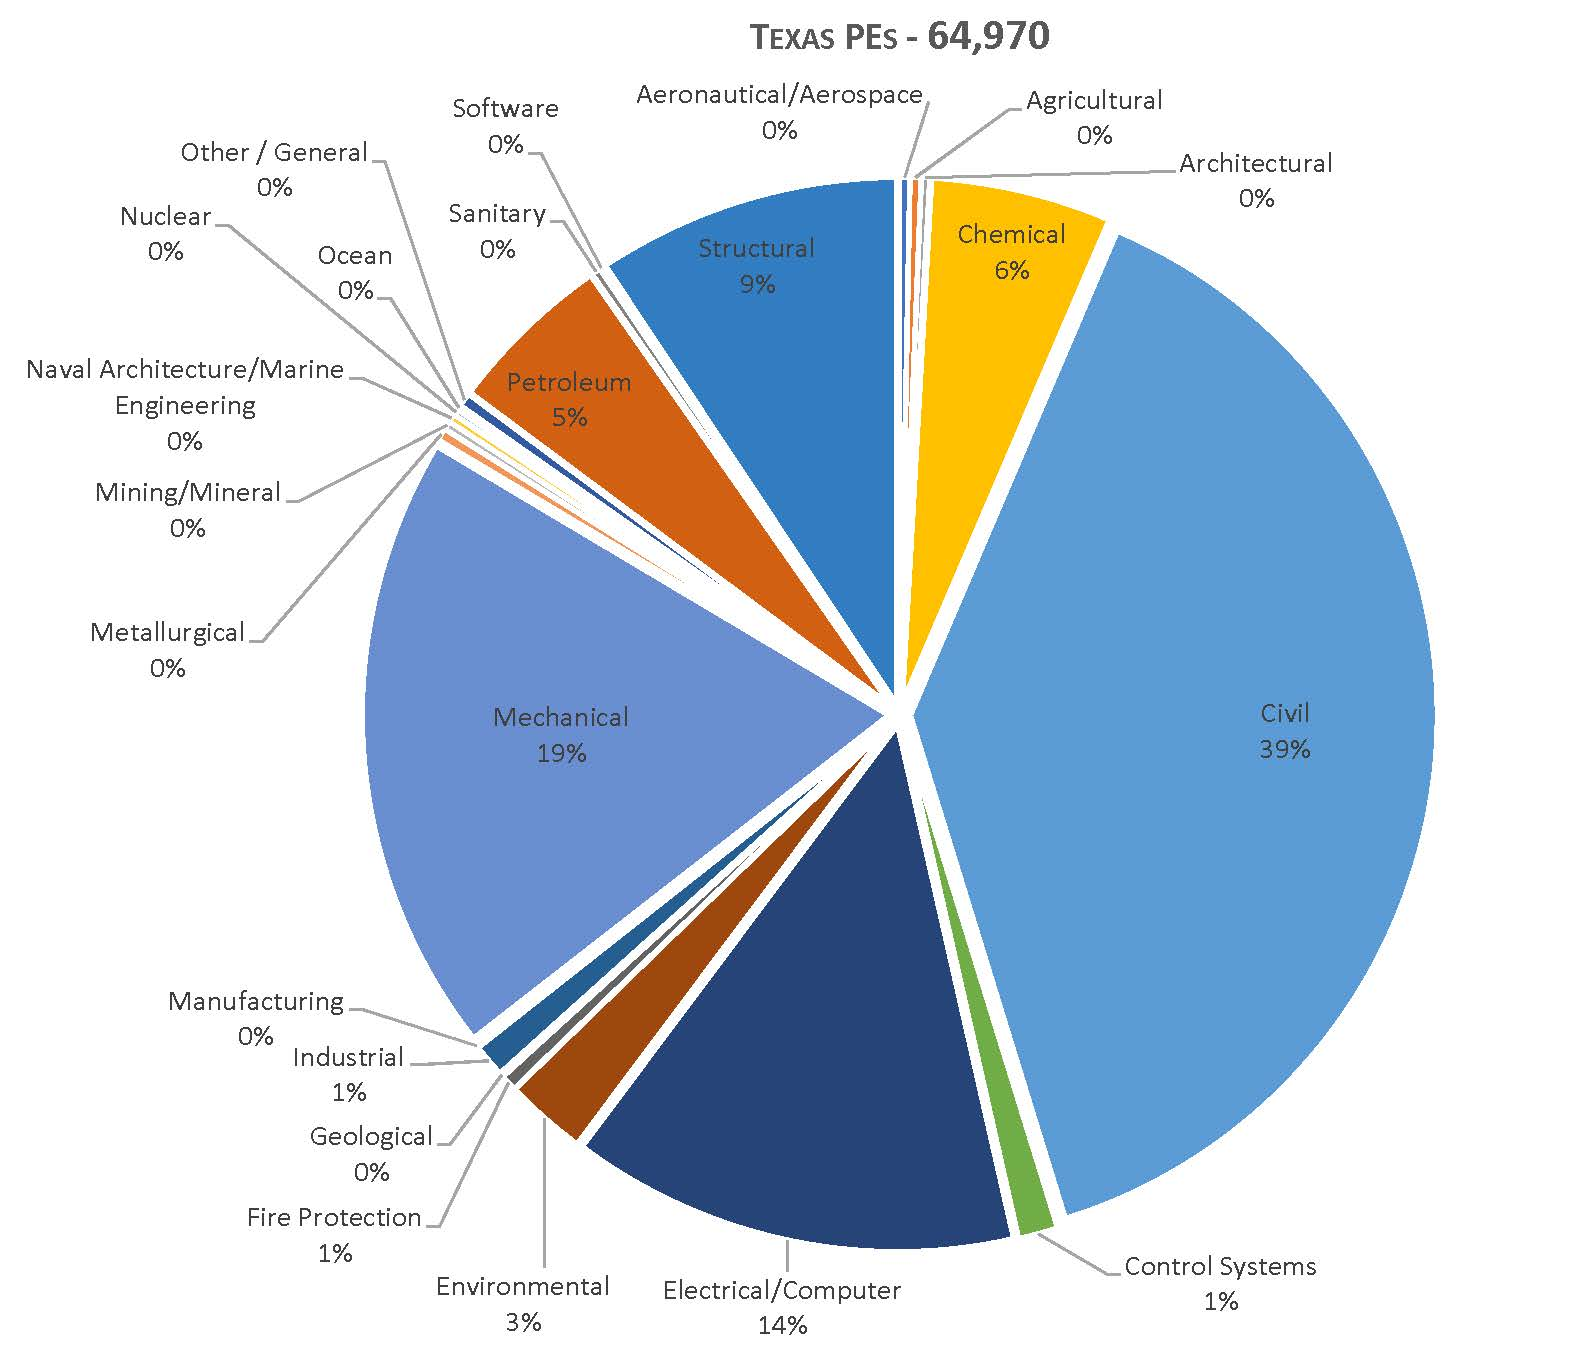 TEXAS PES - 64,970
Aeronautical/Aerospace
0%
Agricultural
0%
Architectural
0%
Chemical
6%
Civil
39%
Control Systems
1%
Electrical/Computer
14%
Environmental
3%
Fire Protection
1%
Geological
0%
Industrial
1%
Manufacturing
0%
Mechanical
19%
Metallurgical
0%
Mining/Mineral
0%
Naval Architecture/Marine
Engineering
0%
Nuclear
0%
Ocean
0%
Other / General
0%
Petroleum
5%
Sanitary
0%
Software
0%
Structural
9%